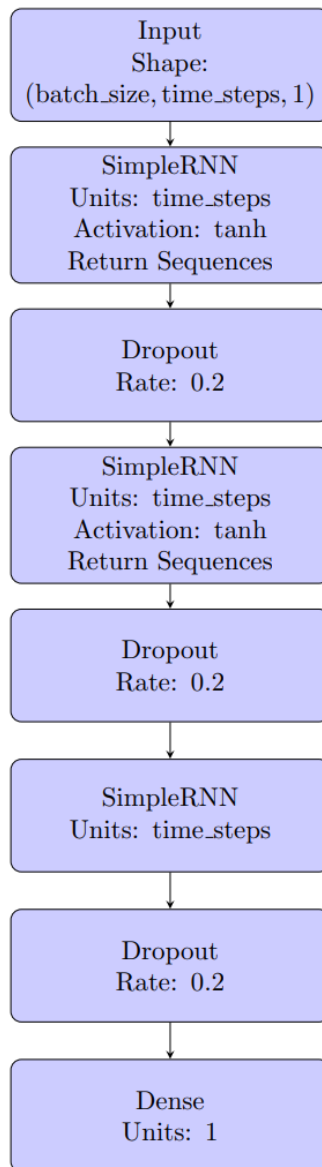 Input
Shape:
(batch_size, time_steps, 1)
SimpleRNN
Units: time_steps
Activation: tanh
Return Sequences
Dropout
Rate: 0.2
SimpleRNN
Units: time_steps
Activation: tanh
Return Sequences
Dropout
Rate: 0.2
SimpleRNN
Units: time_steps
Dropout
Rate: 0.2
Dense
Units: 1